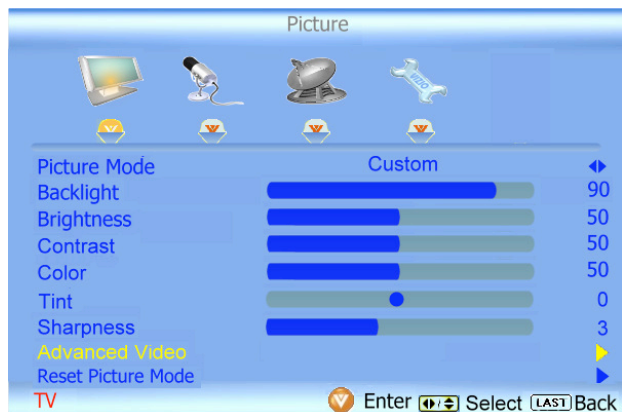 Picture
VIZIO
Picture Mode Custom
Backlight 90
Brightness 50
Contrast 50
Color 50
Tint 0
Sharpness 3
Advanced Video
Reset Picture Mode
TV Enter Select LAST Back